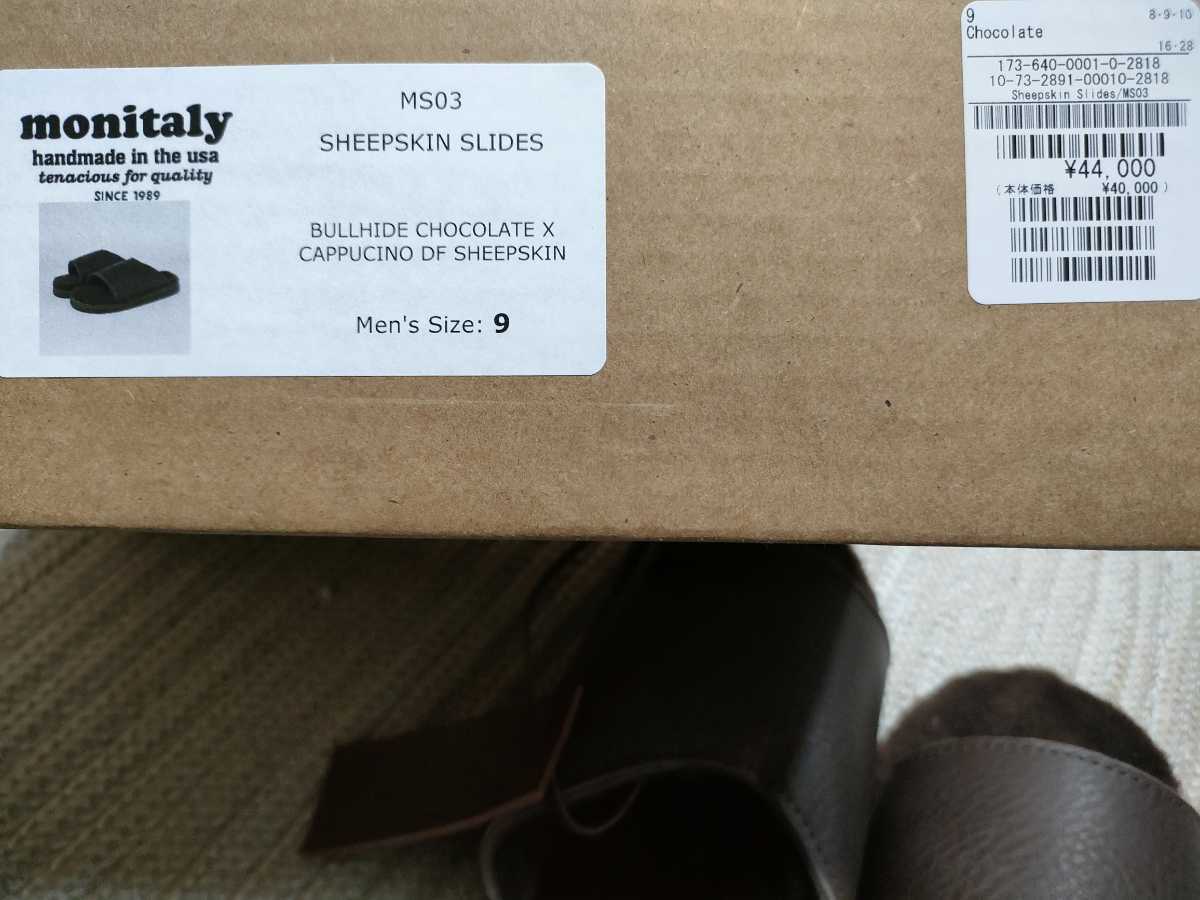 monitaly
handmade in the usa
tenacious for quality
SINCE 1989
MS03
SHEEPSKIN SLIDES
BULLHIDE CHOCOLATE X
CAPPUCINO DF SHEEPSKIN
Men's Size: 9
9 8-9-10
Chocolate
16-28
173-640-0001-0-2818
10-73-2891-00010-2818
Sheepskin Slides/MS03
¥44,000
(本体価格 ¥40,000)